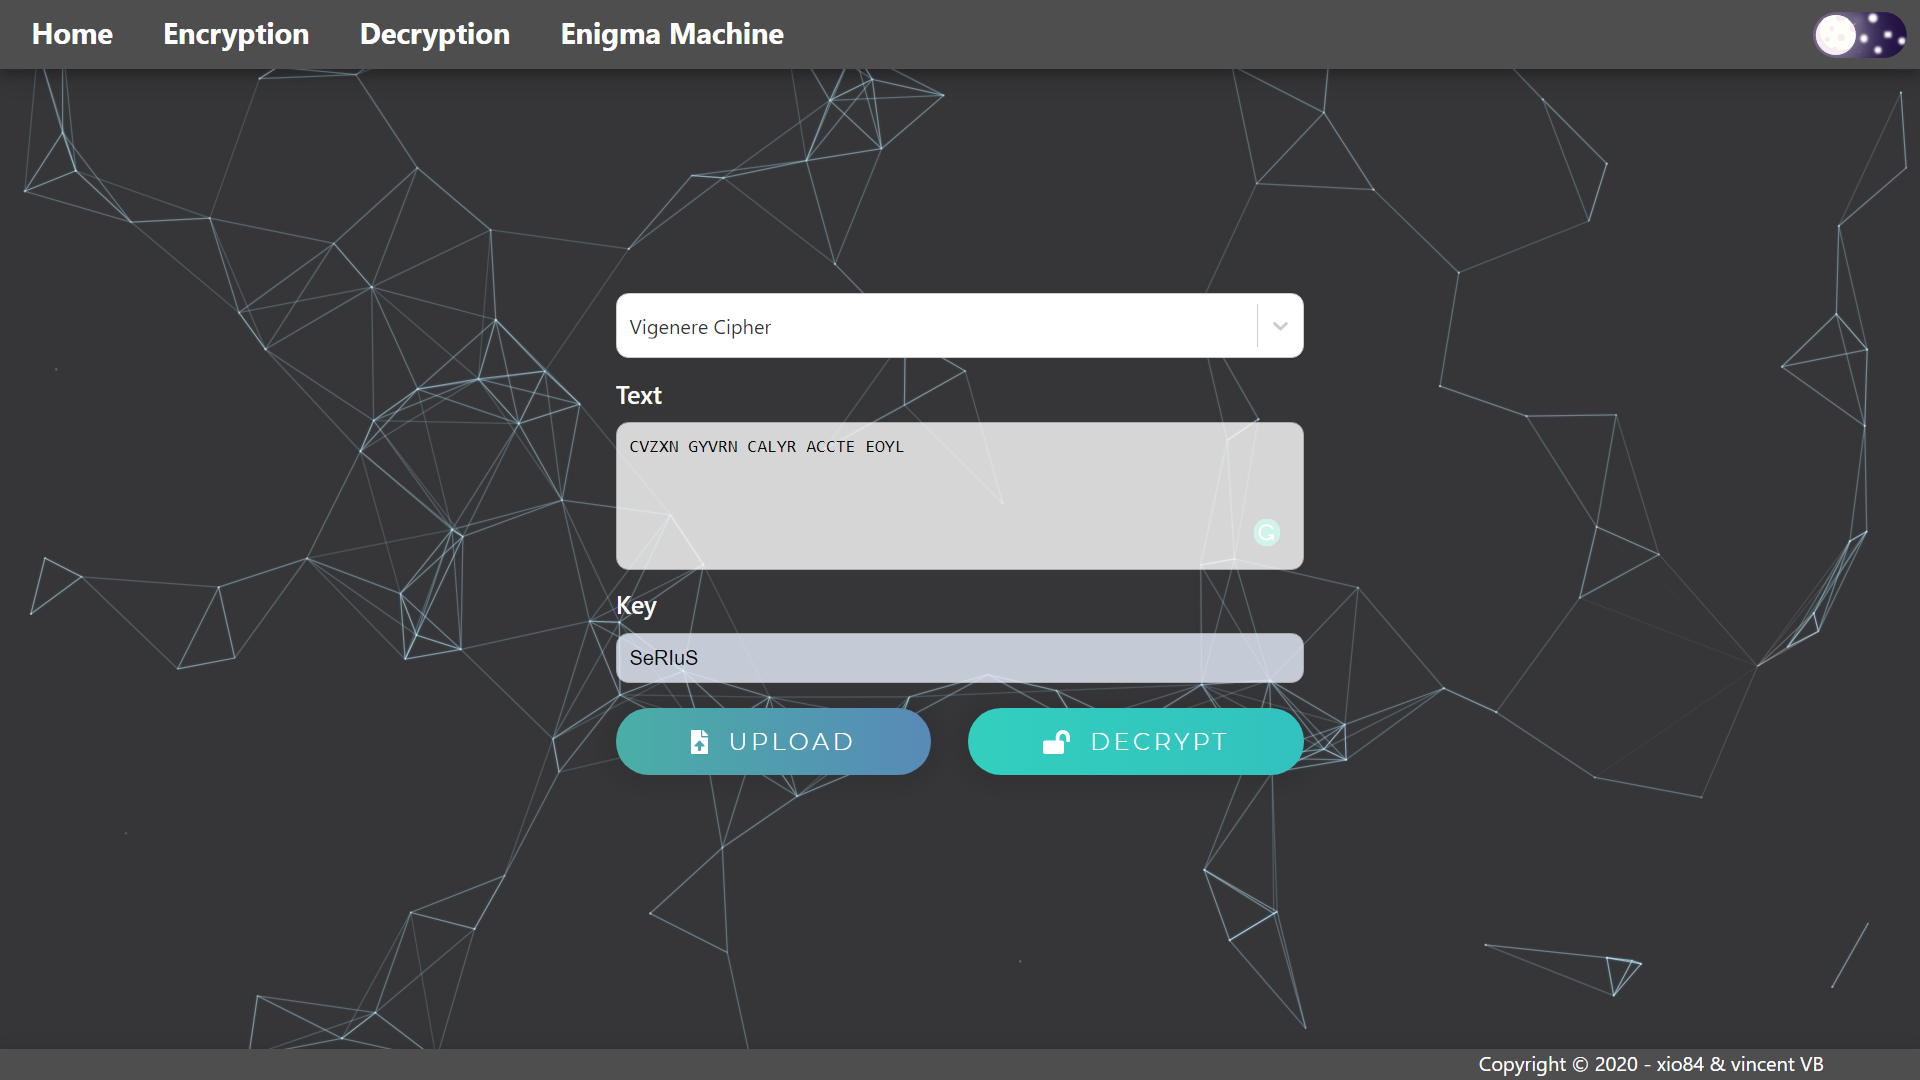 Home Encryption Decryption Enigma Machine
Vigenere Cipher
Text
CVZXN GYVRN CALYR ACCTE EOYL
Key
SeRIuS
UPLOAD DECRYPT
Copyright © 2020 - xio84 & vincent VB